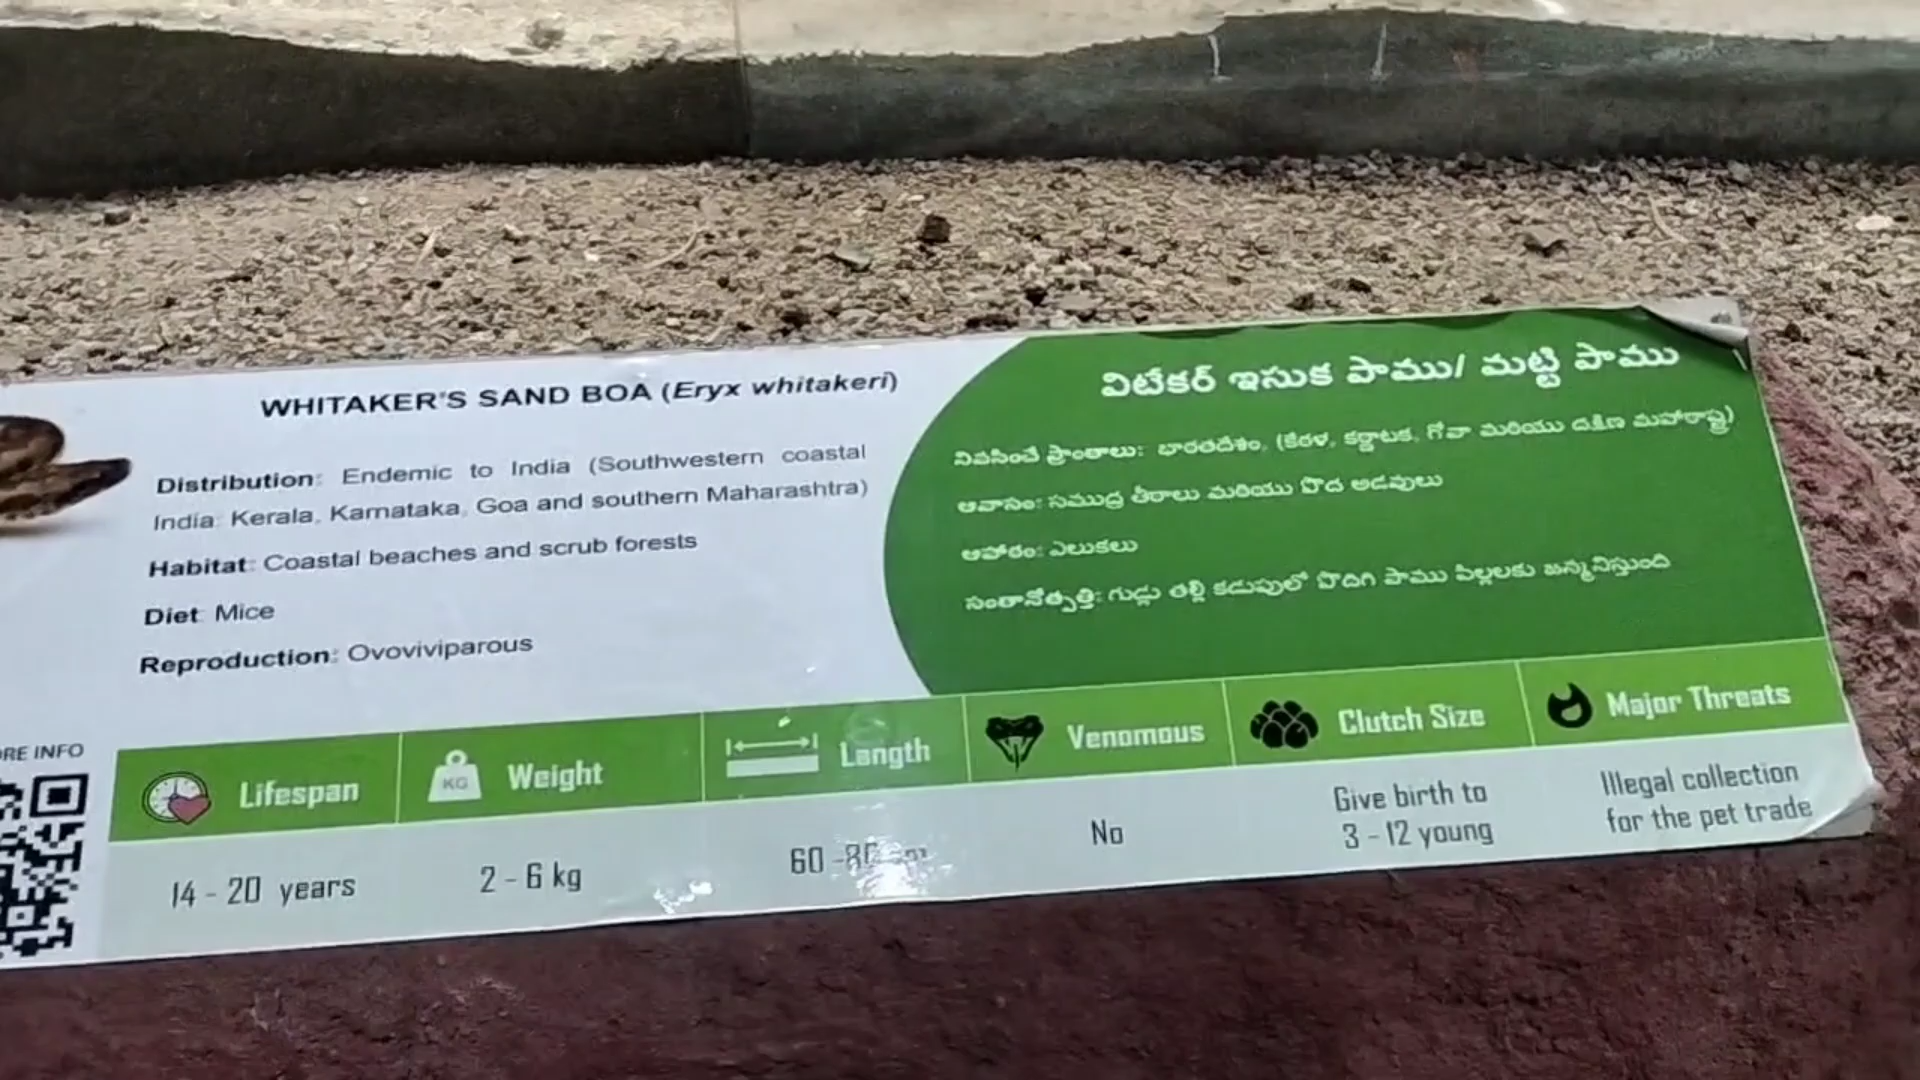 WHITAKER'S SAND BOA (Eryx whitakeri)
Distribution: Endemic to India (Southwestern coastal
India: Kerala, Karnataka, Goa and southern Maharashtra)
Habitat: Coastal beaches and scrub forests
Diet: Mice
Reproduction: Ovoviviparous
విటేకర్ ఇసుక పాము/ మట్టి పాము
నివసించే ప్రాంతాలు: భారతదేశం, (కేరళ, కర్ణాటక, గోవా మరియు దక్షిణ మహారాష్ట్ర)
ఆవాసం: సముద్ర తీరాలు మరియు పొద అడవులు
ఆహారం: ఎలుకలు
సంతానోత్పత్తి: గుడ్లు తల్లి కడుపులో పొదిగి పాము పిల్లలకు జన్మనిస్తుంది
RE INFO
Lifespan
14 - 20 years
KG Weight
2 - 6 kg
Langth
60 -
Venomous
No
Clutch Size
Give birth to
3 - 12 young
Major Threats
Illegal collection
for the pet trade